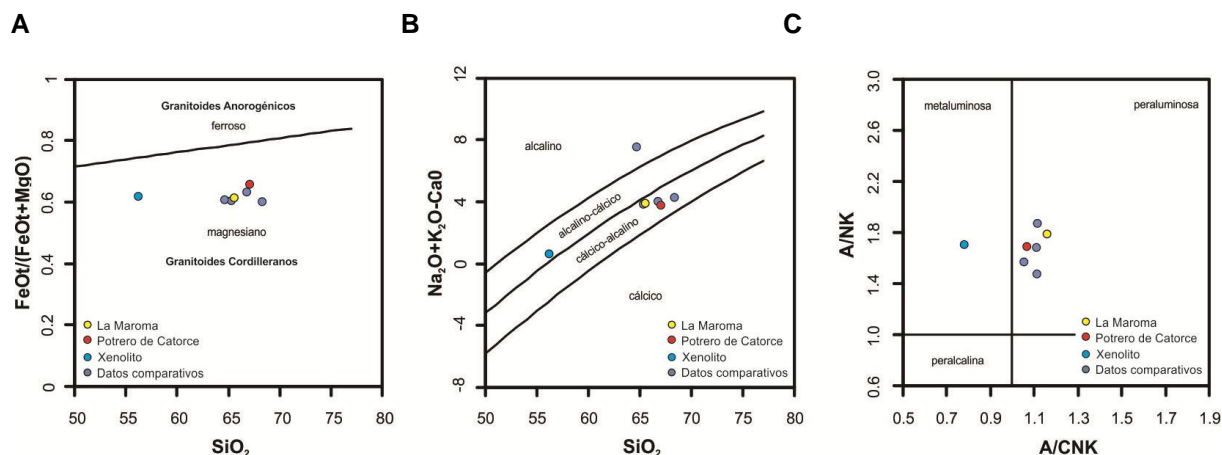 A
B
C
1
0.8
0.6
0.4
0.2
0
FeOt/(FeOt+MgO)
Granitoides Anorogénicos
ferroso
magnesiano
Granitoides Cordilleranos
La Maroma
Potrero de Catorce
Xenolito
Datos comparativos
50 55 60 65 70 75 80
SiO₂
12
8
4
0
-4
-8
Na₂O+K₂O-Ca0
alcalino
alcalino-cálcico
cálcico-alcalino
cálcico
La Maroma
Potrero de Catorce
Xenolito
Datos comparativos
50 55 60 65 70 75 80
SiO₂
3.0
2.6
2.2
1.8
1.4
1.0
0.6
A/NK
metaluminosa
peraluminosa
peralcalina
La Maroma
Potrero de Catorce
Xenolito
Datos comparativos
0.5 0.7 0.9 1.1 1.3 1.5 1.7 1.9
A/CNK